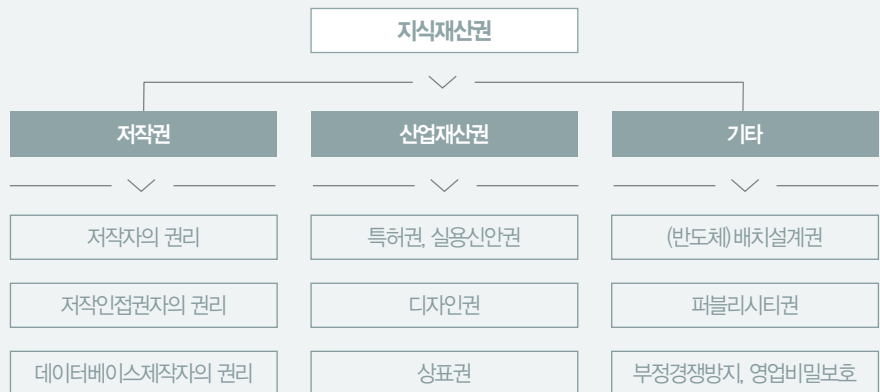 지식재산권
저작권
산업재산권
기타
저작자의 권리
특허권, 실용신안권
(반도체)배치설계권
저작인접권자의 권리
디자인권
퍼블리시티권
데이터베이스제작자의 권리
상표권
부정경쟁방지, 영업비밀보호